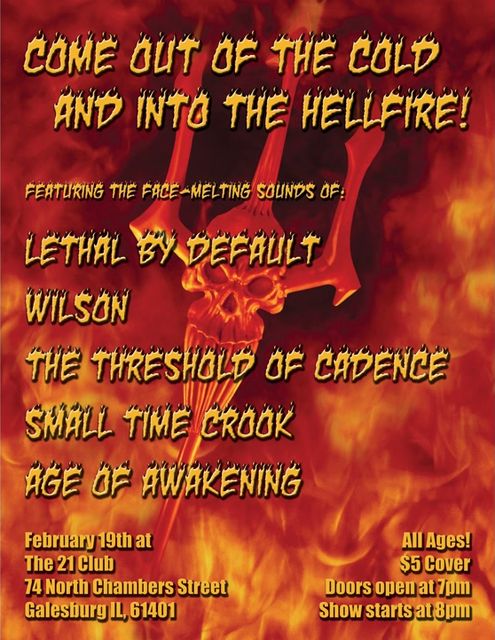 COME OUT OF THE COLD
AND INTO THE HELLFIRE!
FEATURING THE FACE-MELTING SOUNDS OF:
LETHAL BY DEFAULT
WILSON
THE THRESHOLD OF CADENCE
SMALL TIME CROOK
AGE OF AWAKENING
February 19th at
The 21 Club
74 North Chambers Street
Galesburg IL, 61401
All Ages!
$5 Cover
Doors open at 7pm
Show starts at 8pm